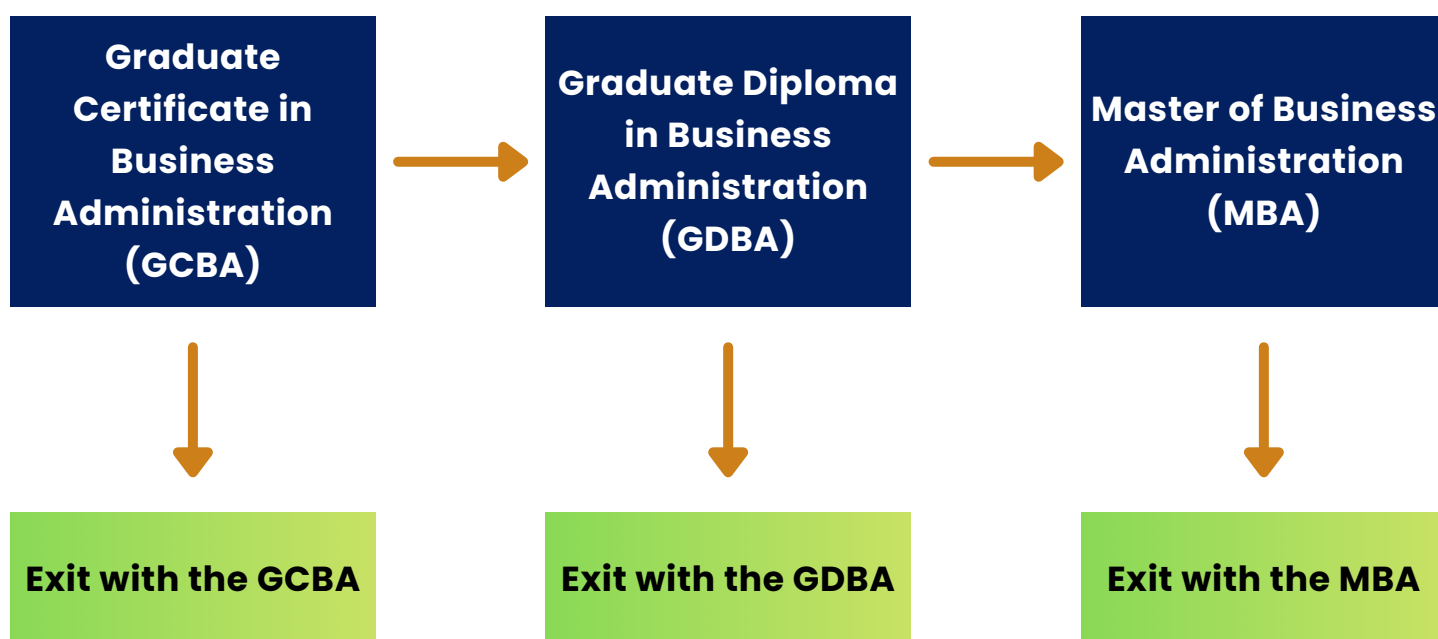 Graduate
Certificate in
Business
Administration
(GCBA)
Graduate Diploma
in Business
Administration
(GDBA)
Master of Business
Administration
(MBA)
Exit with the GCBA
Exit with the GDBA
Exit with the MBA